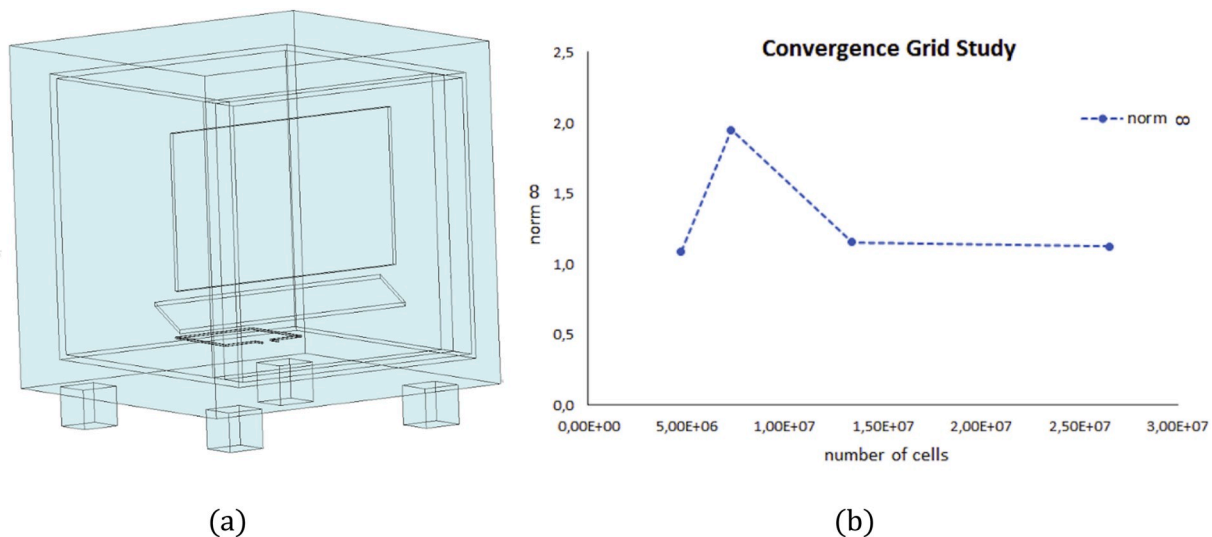 Convergence Grid Study
2,5
2,0
1,5
1,0
0,5
0,0
norm 8
norm ∞
0,00E+00 5,00E+06 1,00E+07 1,50E+07 2,00E+07 2,50E+07 3,00E+07
number of cells
(a) (b)